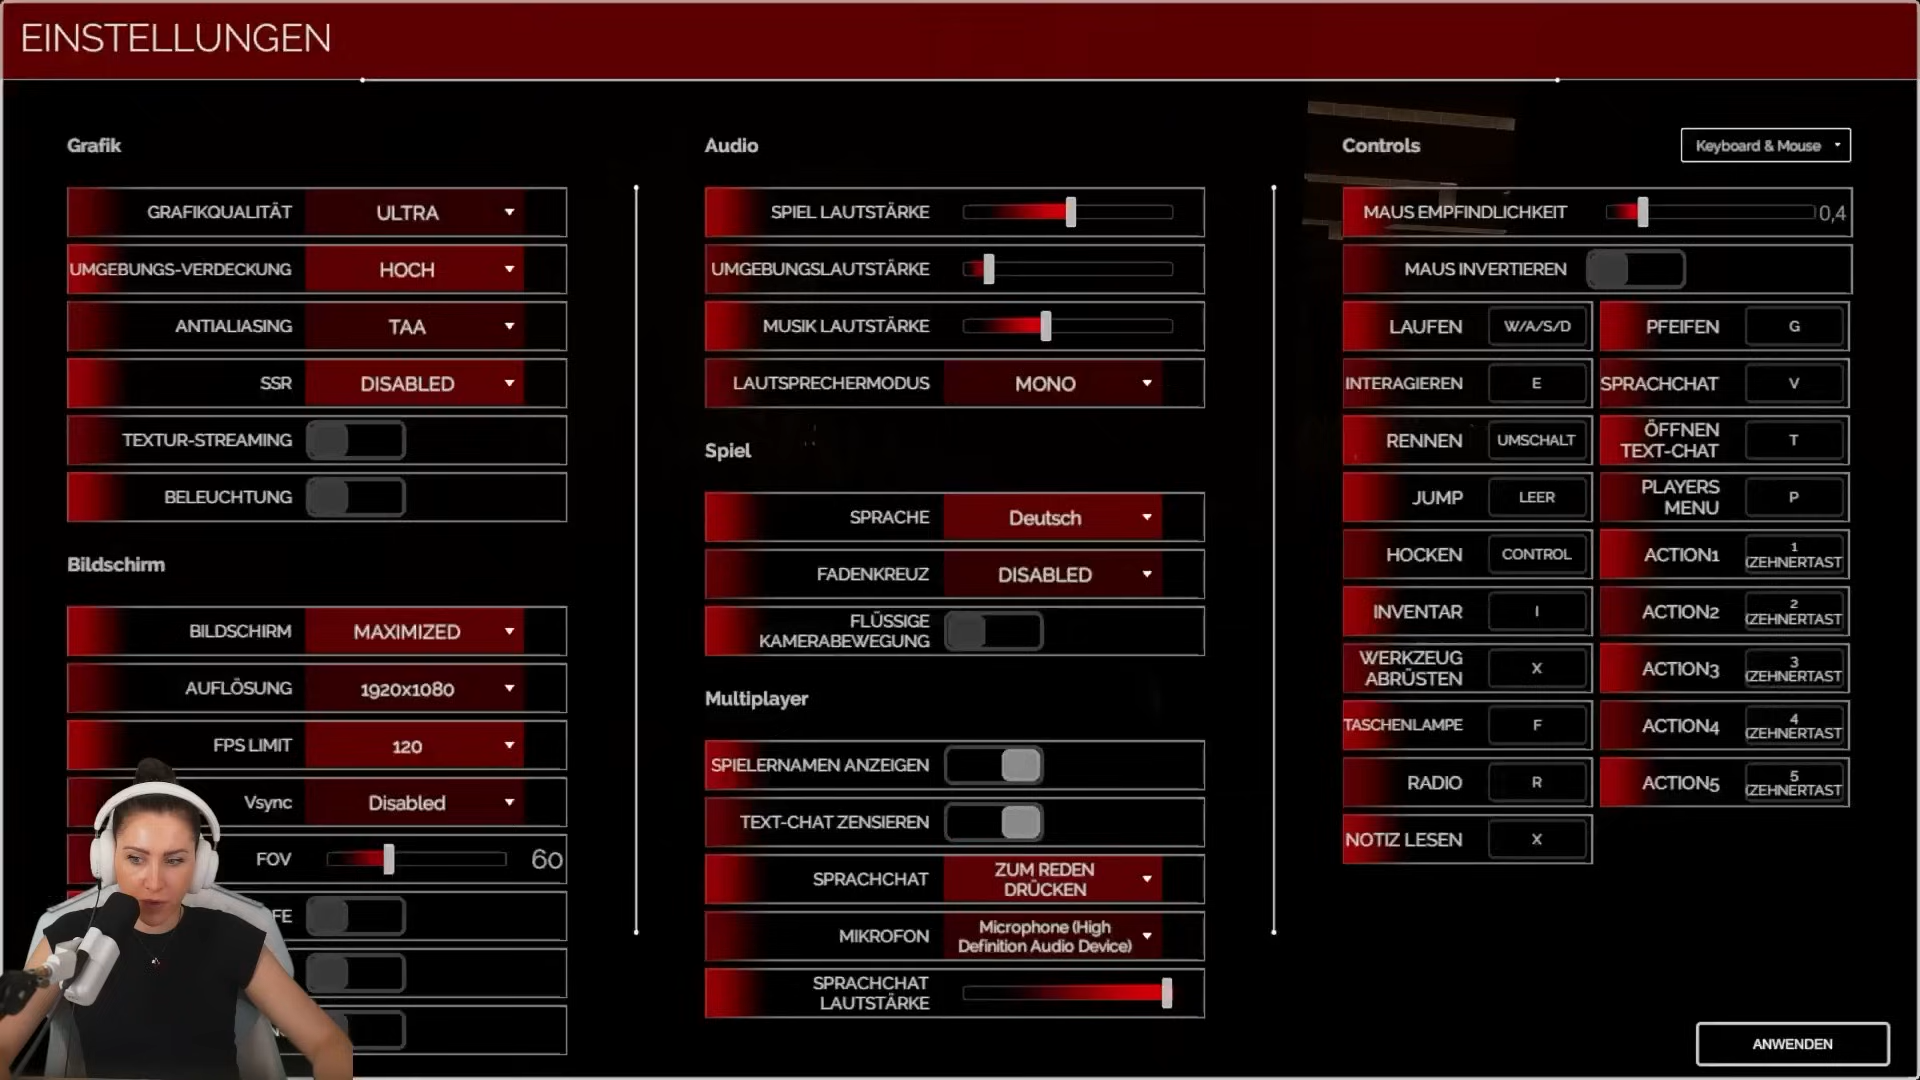 EINSTELLUNGEN
Grafik
GRAFIKQUALITÄT ULTRA
UMGEBUNGS-VERDECKUNG HOCH
ANTIALIASING TAA
SSR DISABLED
TEXTUR-STREAMING
BELEUCHTUNG
Bildschirm
BILDSCHIRM MAXIMIZED
AUFLÖSUNG 1920x1080
FPS LIMIT 120
Vsync Disabled
FOV 60
FE
Audio
SPIEL LAUTSTÄRKE
UMGEBUNGSLAUTSTÄRKE
MUSIK LAUTSTÄRKE
LAUTSPRECHERMODUS MONO
Spiel
SPRACHE Deutsch
FADENKREUZ DISABLED
FLÜSSIGE
KAMERABEWEGUNG
Multiplayer
SPIELERNAMEN ANZEIGEN
TEXT-CHAT ZENSIEREN
SPRACHCHAT ZUM REDEN
DRÜCKEN
MIKROFON Microphone (High
Definition Audio Device)
SPRACHCHAT
LAUTSTÄRKE
Controls Keyboard & Mouse
MAUS EMPFINDLICHKEIT 0,4
MAUS INVERTIEREN
LAUFEN W/A/S/D
INTERAGIEREN E
RENNEN UMSCHALT
JUMP LEER
HOCKEN CONTROL
INVENTAR I
WERKZEUG
ABRÜSTEN X
TASCHENLAMPE F
RADIO R
NOTIZ LESEN X
PFEIFEN G
SPRACHCHAT V
ÖFFNEN
TEXT-CHAT T
PLAYERS
MENU P
ACTION1 1
(ZEHNERTAST
ACTION2 2
(ZEHNERTAST
ACTION3 3
(ZEHNERTAST
ACTION4 4
(ZEHNERTAST
ACTION5 5
(ZEHNERTAST
ANWENDEN